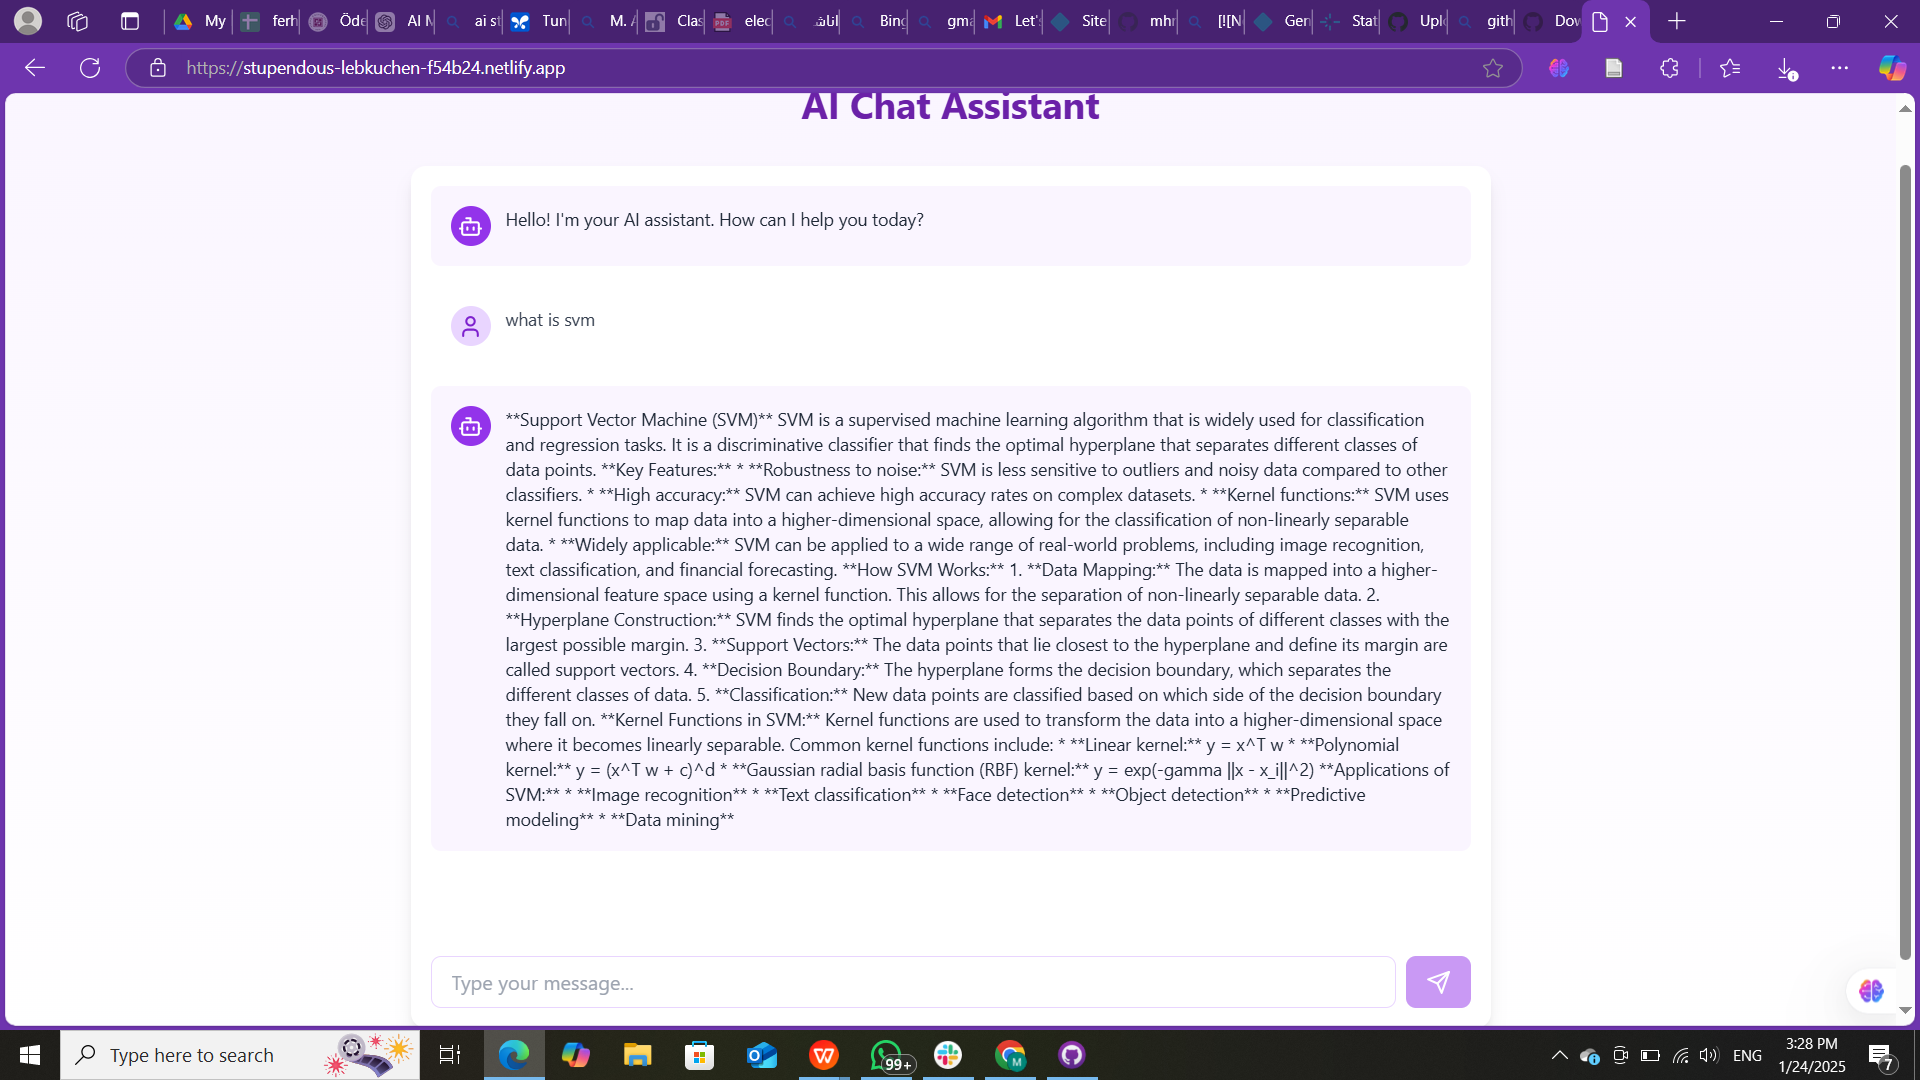 My
ferh
Öde
AI M
ai st
Tun
M. A
Clas
elec
Bing
gma
Let'
Site
mhr
[![N
Gen
Stat
Uplo
gith
Dow
https://stupendous-lebkuchen-f54b24.netlify.app
AI Chat Assistant
Hello! I'm your AI assistant. How can I help you today?
what is svm
**Support Vector Machine (SVM)** SVM is a supervised machine learning algorithm that is widely used for classification
and regression tasks. It is a discriminative classifier that finds the optimal hyperplane that separates different classes of
data points. **Key Features:** * **Robustness to noise:** SVM is less sensitive to outliers and noisy data compared to other
classifiers. * **High accuracy:** SVM can achieve high accuracy rates on complex datasets. * **Kernel functions:** SVM uses
kernel functions to map data into a higher-dimensional space, allowing for the classification of non-linearly separable
data. * **Widely applicable:** SVM can be applied to a wide range of real-world problems, including image recognition,
text classification, and financial forecasting. **How SVM Works:** 1. **Data Mapping:** The data is mapped into a higher-
dimensional feature space using a kernel function. This allows for the separation of non-linearly separable data. 2.
**Hyperplane Construction:** SVM finds the optimal hyperplane that separates the data points of different classes with the
largest possible margin. 3. **Support Vectors:** The data points that lie closest to the hyperplane and define its margin are
called support vectors. 4. **Decision Boundary:** The hyperplane forms the decision boundary, which separates the
different classes of data. 5. **Classification:** New data points are classified based on which side of the decision boundary
they fall on. **Kernel Functions in SVM:** Kernel functions are used to transform the data into a higher-dimensional space
where it becomes linearly separable. Common kernel functions include: * **Linear kernel:** y = x^T w * **Polynomial
kernel:** y = (x^T w + c)^d * **Gaussian radial basis function (RBF) kernel:** y = exp(-gamma ||x - x_i||^2) **Applications of
SVM:** * **Image recognition** * **Text classification** * **Face detection** * **Object detection** * **Predictive
modeling** * **Data mining**
Type your message...
Type here to search
99+
ENG
3:28 PM
1/24/2025
7